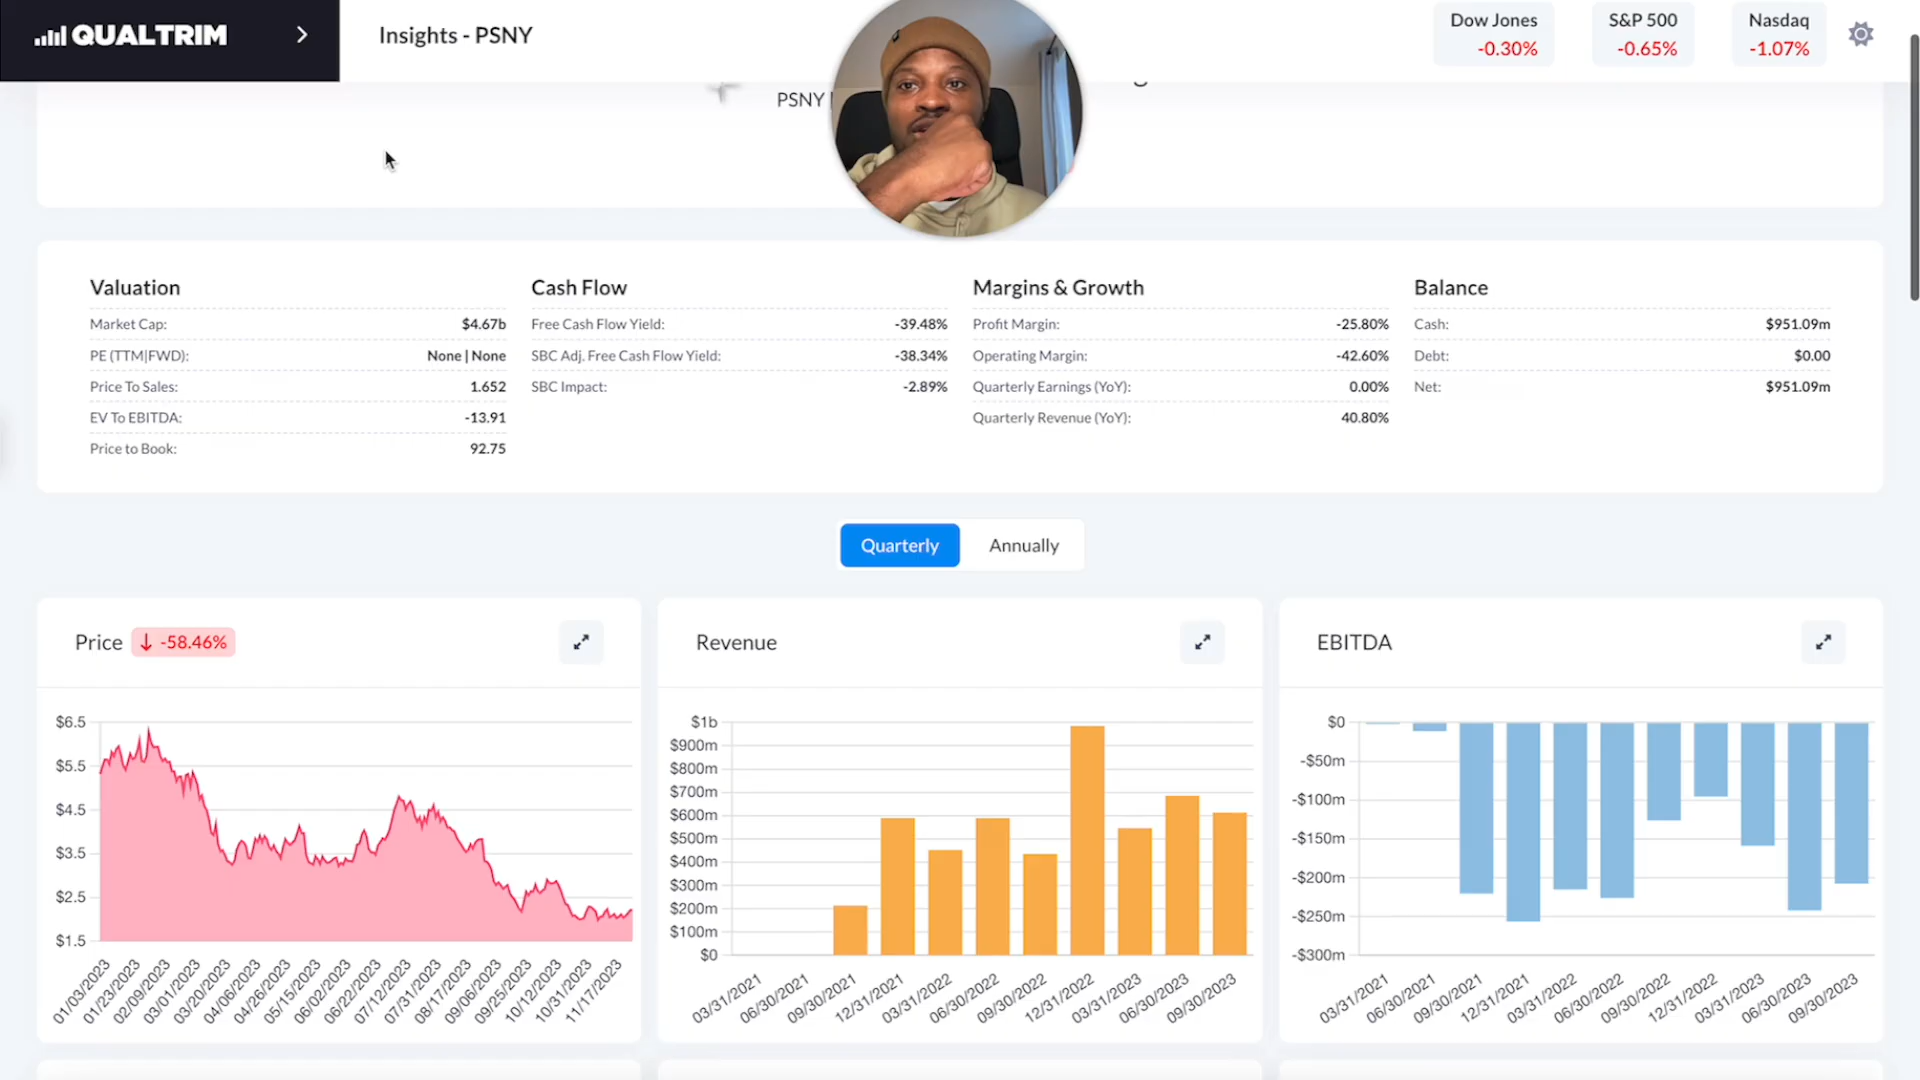 QUALTRIM
Insights - PSNY
Dow Jones
-0.30%
S&P 500
-0.65%
Nasdaq
-1.07%
PSNY
Valuation
Market Cap: $4.67b
PE (TTM|FWD): None | None
Price To Sales: 1.652
EV To EBITDA: -13.91
Price to Book: 92.75
Cash Flow
Free Cash Flow Yield: -39.48%
SBC Adj. Free Cash Flow Yield: -38.34%
SBC Impact: -2.89%
Margins & Growth
Profit Margin: -25.80%
Operating Margin: -42.60%
Quarterly Earnings (YoY): 0.00%
Quarterly Revenue (YoY): 40.80%
Balance
Cash: $951.09m
Debt: $0.00
Net: $951.09m
Quarterly Annually
Price ↓ -58.46%
$6.5
$5.5
$4.5
$3.5
$2.5
$1.5
01/03/2023
01/23/2023
02/09/2023
03/01/2023
03/20/2023
04/06/2023
04/26/2023
05/15/2023
06/02/2023
06/22/2023
07/12/2023
07/31/2023
08/17/2023
09/06/2023
09/25/2023
10/12/2023
10/31/2023
11/17/2023
Revenue
$1b
$900m
$800m
$700m
$600m
$500m
$400m
$300m
$200m
$100m
$0
03/31/2021
06/30/2021
09/30/2021
12/31/2021
03/31/2022
06/30/2022
09/30/2022
12/31/2022
03/31/2023
06/30/2023
09/30/2023
EBITDA
$0
-$50m
-$100m
-$150m
-$200m
-$250m
-$300m
03/31/2021
06/30/2021
09/30/2021
12/31/2021
03/31/2022
06/30/2022
09/30/2022
12/31/2022
03/31/2023
06/30/2023
09/30/2023